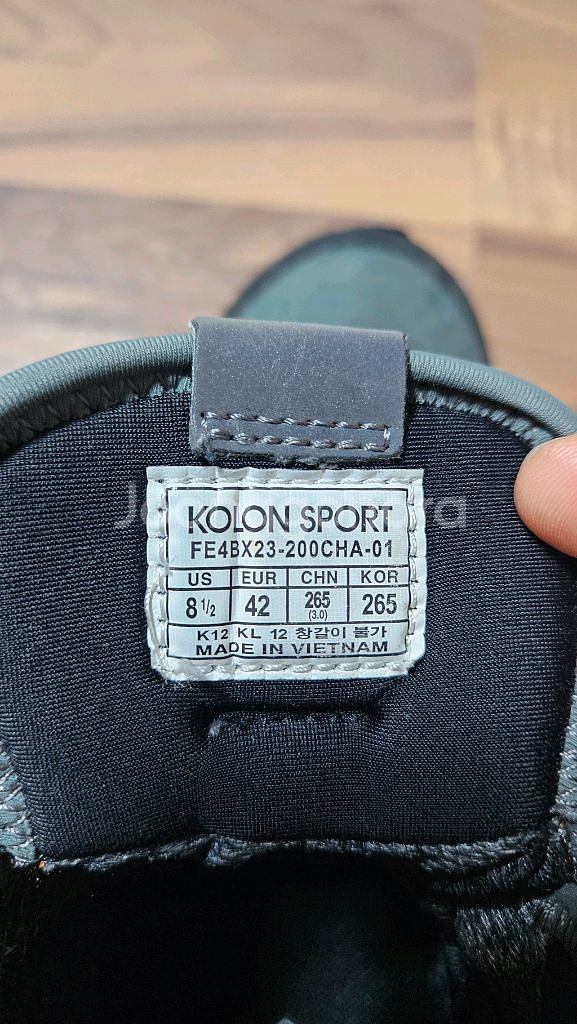 KOLON SPORT
FE4BX23-200CHA-01
US EUR CHN KOR
8 1/2 42 265 (3.0) 265
K12 KL 12 창갈이 불가
MADE IN VIETNAM